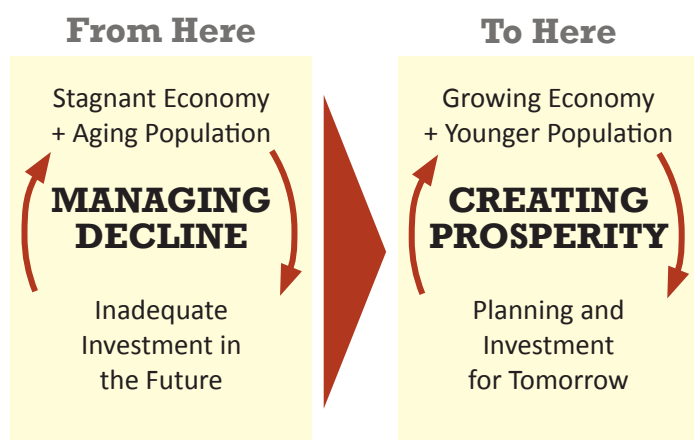 From Here
Stagnant Economy
+ Aging Population
MANAGING
DECLINE
Inadequate
Investment in
the Future
To Here
Growing Economy
+ Younger Population
CREATING
PROSPERITY
Planning and
Investment
for Tomorrow